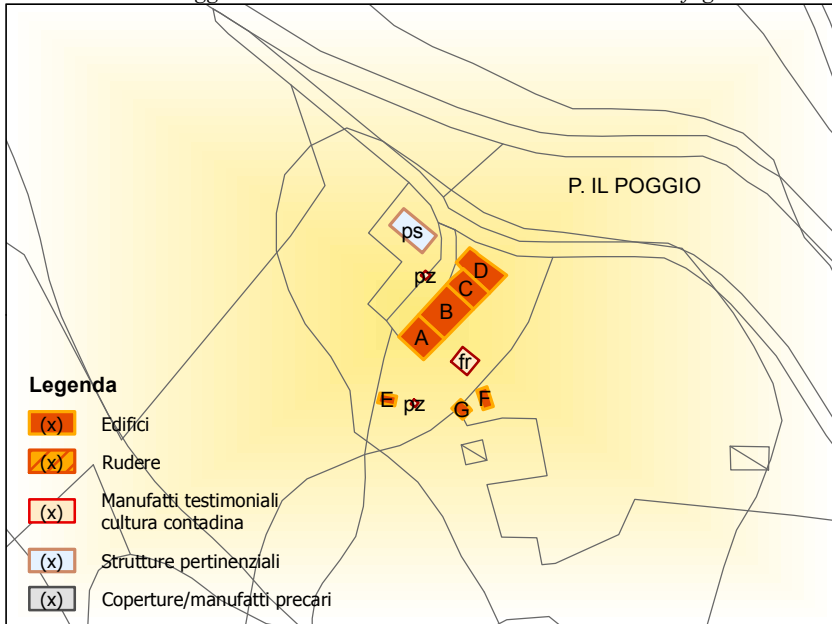 P. IL POGGIO
ps
pz
D
C
B
A
fr
E
pz
G
F
Legenda
(x) Edifici
(x) Rudere
(x) Manufatti testimoniali
cultura contadina
(x) Strutture pertinenziali
(x) Coperture/manufatti precari